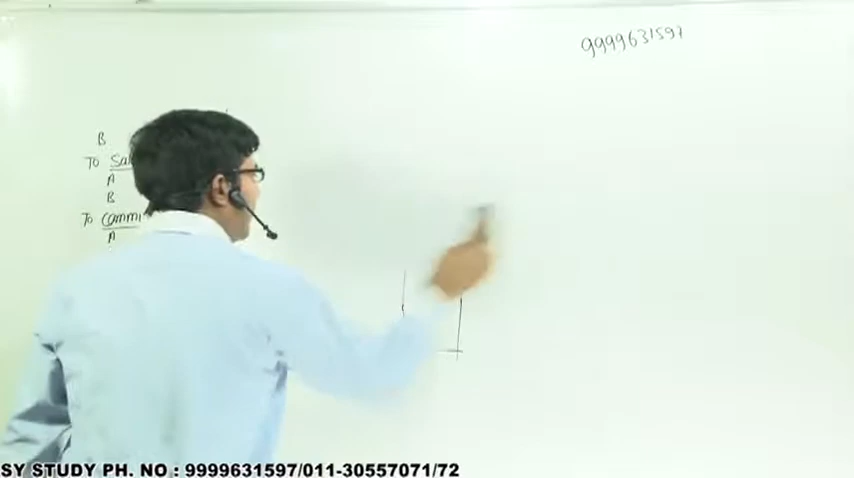 9999631597
B
To Sal
A
B
To Commi
A
SY STUDY PH. NO : 9999631597/011-30557071/72